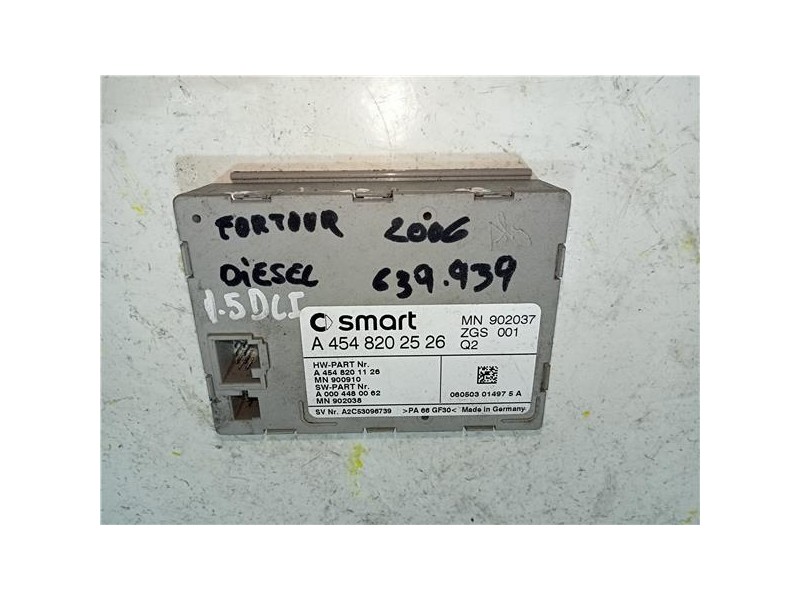 FORTOUR 2006
DiESEL 639.939
1.5 DCI
smart MN 902037
A 454 820 25 26 ZGS 001
Q2
HW-PART Nr.
A 454 820 11 26
MN 900910
SW-PART Nr.
A 000 448 00 62
MN 902038
060503 01497 5 A
SV Nr. A2C53096739 >PA 66 GF30< Made in Germany